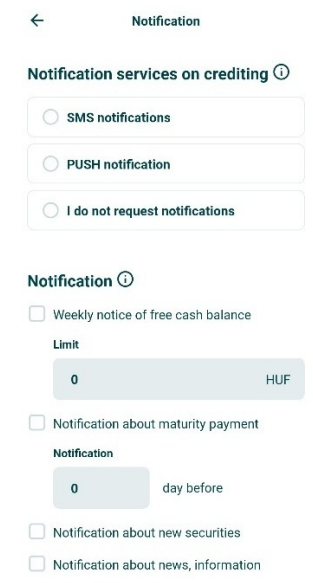 Notification
Notification services on crediting
SMS notifications
PUSH notification
I do not request notifications
Notification
Weekly notice of free cash balance
Limit
0 HUF
Notification about maturity payment
Notification
0 day before
Notification about new securities
Notification about news, information